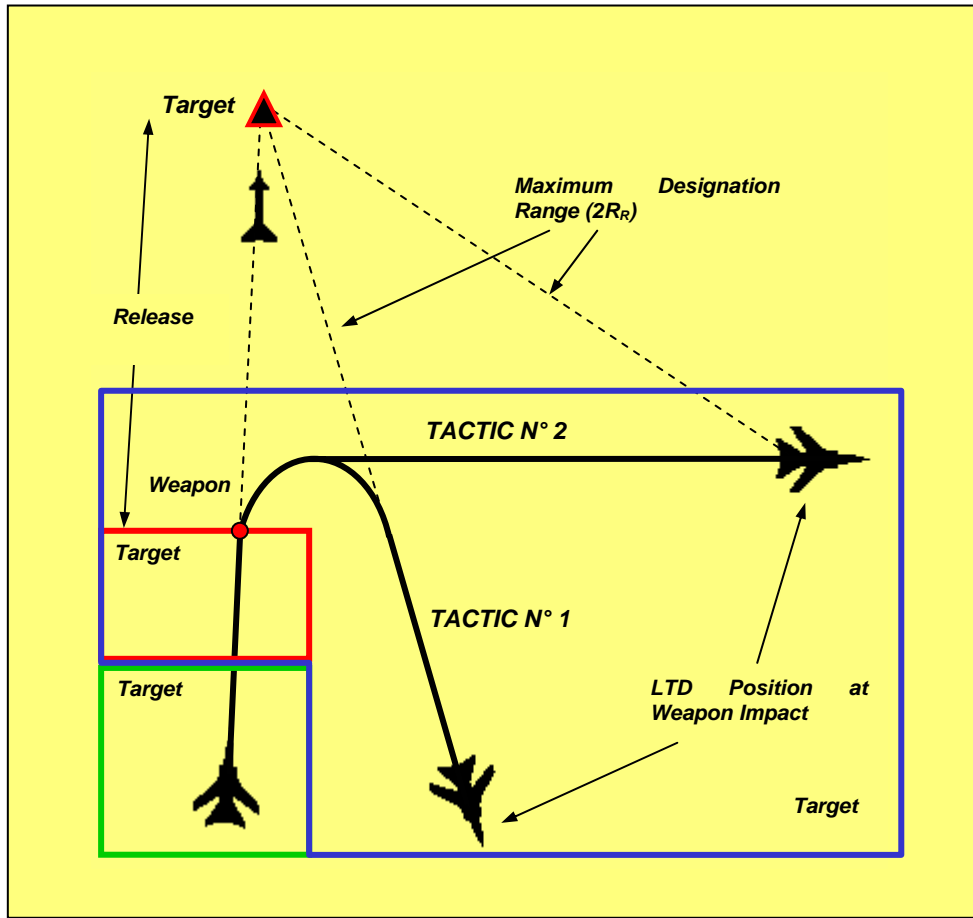 Target
Maximum Designation
Range (2RR)
Release
TACTIC N° 2
Weapon
Target
TACTIC N° 1
Target
LTD Position at
Weapon Impact
Target